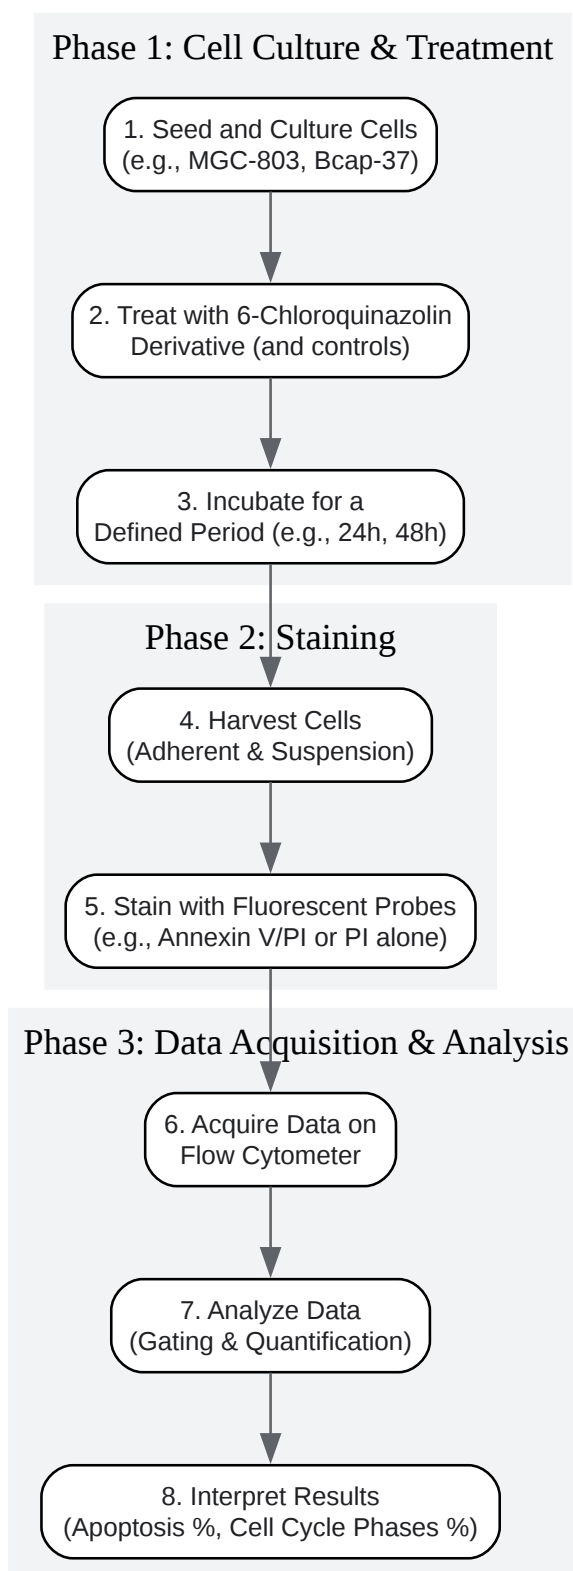 Phase 1: Cell Culture & Treatment
1. Seed and Culture Cells
(e.g., MGC-803, Bcap-37)
2. Treat with 6-Chloroquinazolin
Derivative (and controls)
3. Incubate for a
Defined Period (e.g., 24h, 48h)
Phase 2: Staining
4. Harvest Cells
(Adherent & Suspension)
5. Stain with Fluorescent Probes
(e.g., Annexin V/PI or PI alone)
Phase 3: Data Acquisition & Analysis
6. Acquire Data on
Flow Cytometer
7. Analyze Data
(Gating & Quantification)
8. Interpret Results
(Apoptosis %, Cell Cycle Phases %)